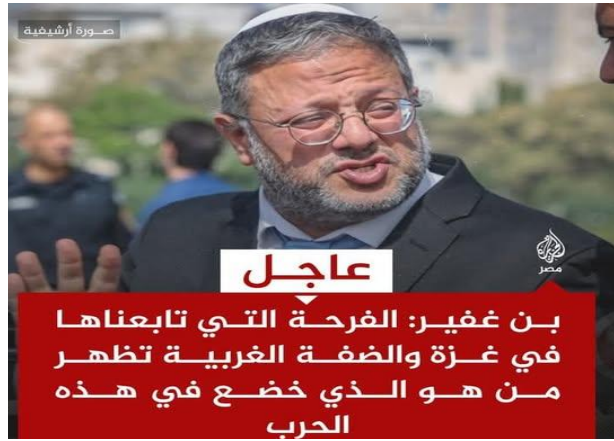 صورة أرشيفية
مصر
عاجل
بن غفير: الفرحة التي تابعناها
في غزة والضفة الغربية تظهر
من هو الذي خضع في هذه
الحرب